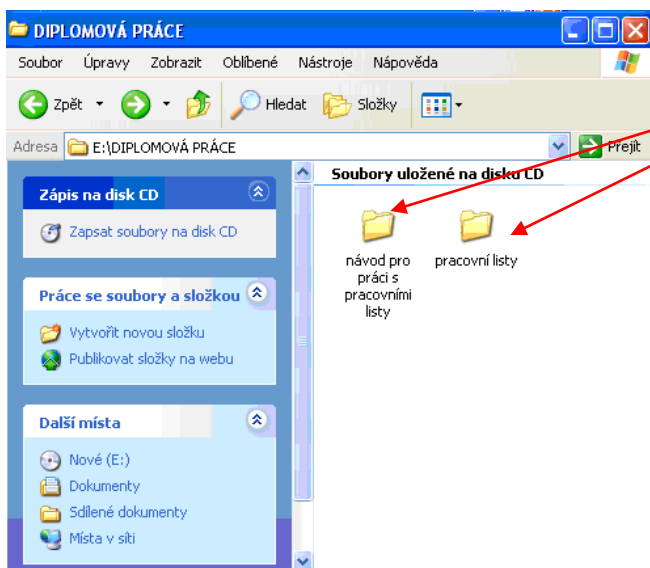 DIPLOMOVÁ PRÁCE
Soubor Úpravy Zobrazit Oblíbené Nástroje Nápověda
Zpět Hledat Složky
Adresa E:\DIPLOMOVÁ PRÁCE Přejít
Soubory uložené na disku CD
Zápis na disk CD
Zapsat soubory na disk CD
návod pro
práci s
pracovními
listy
pracovní listy
Práce se soubory a složkou
Vytvořit novou složku
Publikovat složky na webu
Další místa
Nové (E:)
Dokumenty
Sdílené dokumenty
Místa v síti